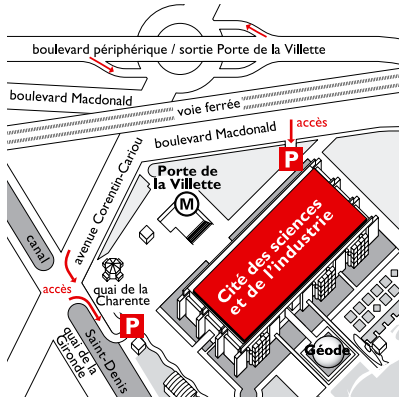 boulevard périphérique / sortie Porte de la Villette
boulevard Macdonald
voie ferrée
boulevard Macdonald
accès
P
avenue Corentin-Cariou
Porte de
la Villette
M
Cité des sciences
et de l'industrie
canal
accès
quai de la
Charente
P
Saint-Denis
quai de la
Gironde
Géode